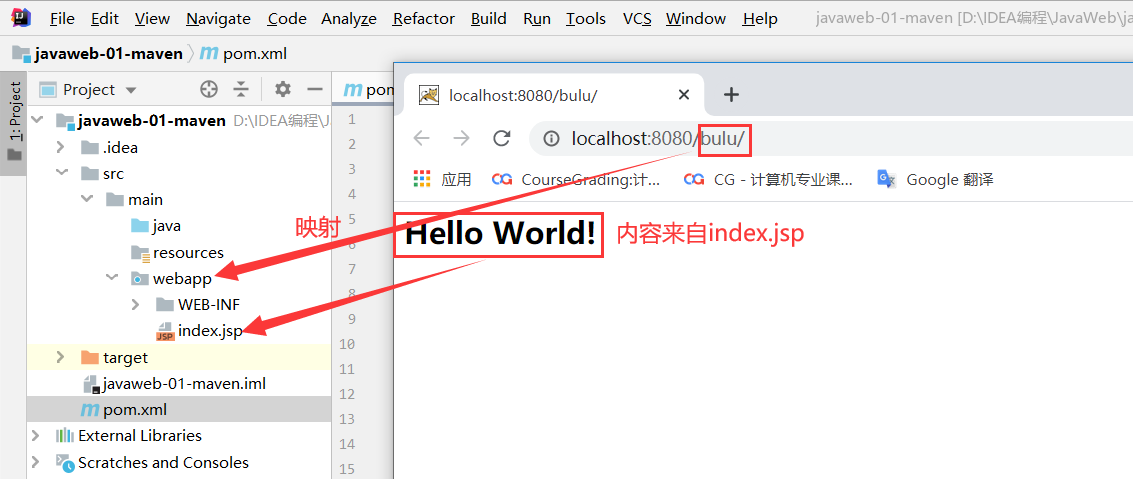 File Edit View Navigate Code Analyze Refactor Build Run Tools VCS Window Help javaweb-01-maven [D:\IDEA编程\JavaWeb\ja
javaweb-01-maven pom.xml
1: Project
Project
pom
javaweb-01-maven D:\IDEA编程\J
.idea
src
main
java
resources
webapp
WEB-INF
index.jsp
JSP
target
javaweb-01-maven.iml
pom.xml
External Libraries
Scratches and Consoles
1
2
3
4
5
6
7
8
9
10
11
12
13
14
15
localhost:8080/bulu/
localhost:8080/bulu/
应用 CourseGrading:计... CG - 计算机专业课... Google 翻译
Hello World!
内容来自index.jsp
映射